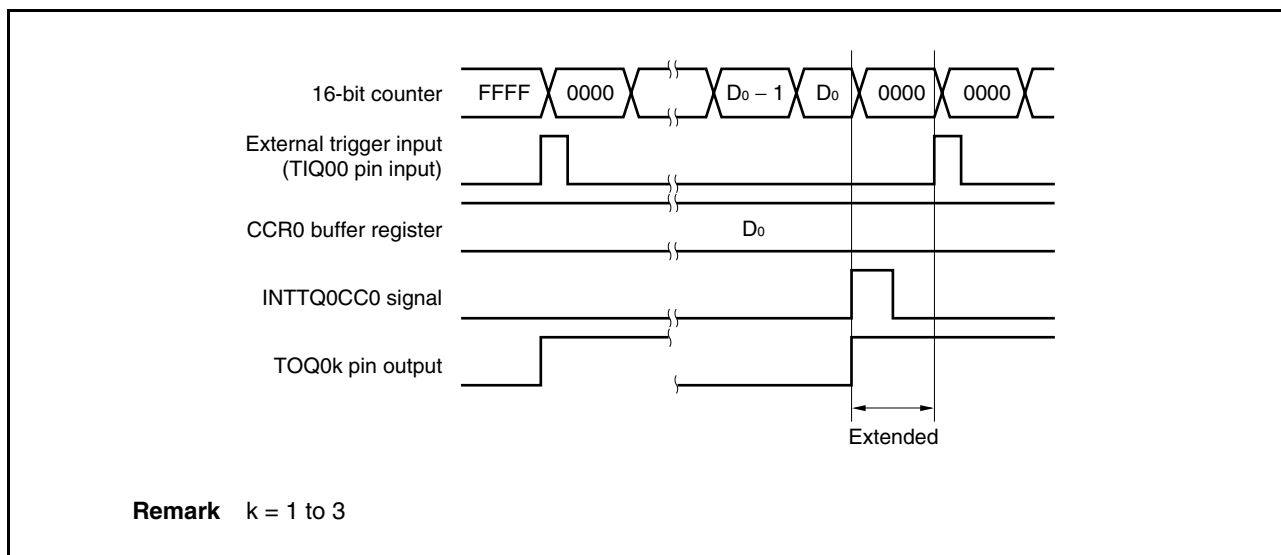 16-bit counter FFFF 0000 D0 − 1 D0 0000 0000
External trigger input
(TIQ00 pin input)
CCR0 buffer register D0
INTTQ0CC0 signal
TOQ0k pin output
Extended
Remark k = 1 to 3